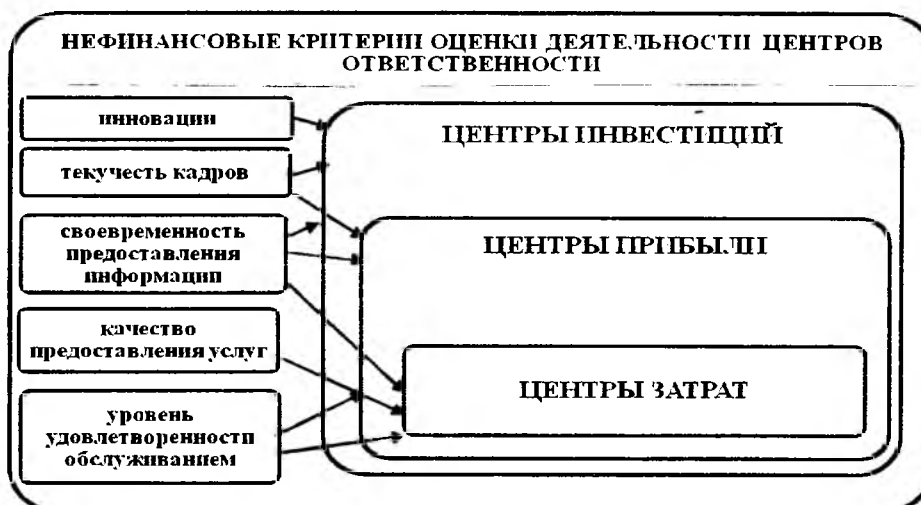 НЕФИНАНСОВЫЕ КРИТЕРИИ ОЦЕНКИ ДЕЯТЕЛЬНОСТИ ЦЕНТРОВ
ОТВЕТСТВЕННОСТИ
инновации
текучесть кадров
своевременность
предоставления
информации
качество
предоставления услуг
уровень
удовлетворенности
обслуживанием
ЦЕНТРЫ ИНВЕСТИЦИЙ
ЦЕНТРЫ ПРИБЫЛИ
ЦЕНТРЫ ЗАТРАТ